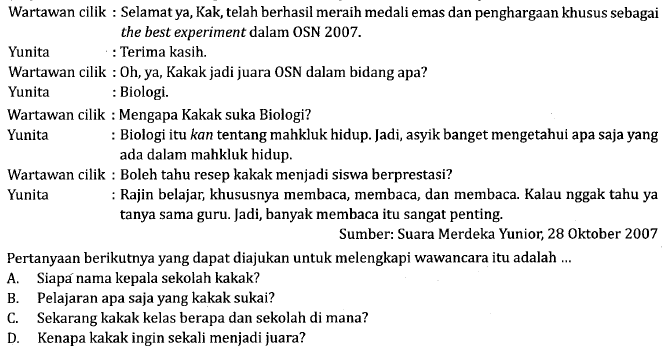 Wartawan cilik : Selamat ya, Kak, telah berhasil meraih medali emas dan penghargaan khusus sebagai
the best experiment dalam OSN 2007.
Yunita : Terima kasih.
Wartawan cilik : Oh, ya, Kakak jadi juara OSN dalam bidang apa?
Yunita : Biologi.
Wartawan cilik : Mengapa Kakak suka Biologi?
Yunita : Biologi itu kan tentang mahkluk hidup. Jadi, asyik banget mengetahui apa saja yang
ada dalam mahkluk hidup.
Wartawan cilik : Boleh tahu resep kakak menjadi siswa berprestasi?
Yunita : Rajin belajar, khususnya membaca, membaca, dan membaca. Kalau nggak tahu ya
tanya sama guru. Jadi, banyak membaca itu sangat penting.
Sumber: Suara Merdeka Yunior, 28 Oktober 2007
Pertanyaan berikutnya yang dapat diajukan untuk melengkapi wawancara itu adalah ...
A. Siapa nama kepala sekolah kakak?
B. Pelajaran apa saja yang kakak sukai?
C. Sekarang kakak kelas berapa dan sekolah di mana?
D. Kenapa kakak ingin sekali menjadi juara?